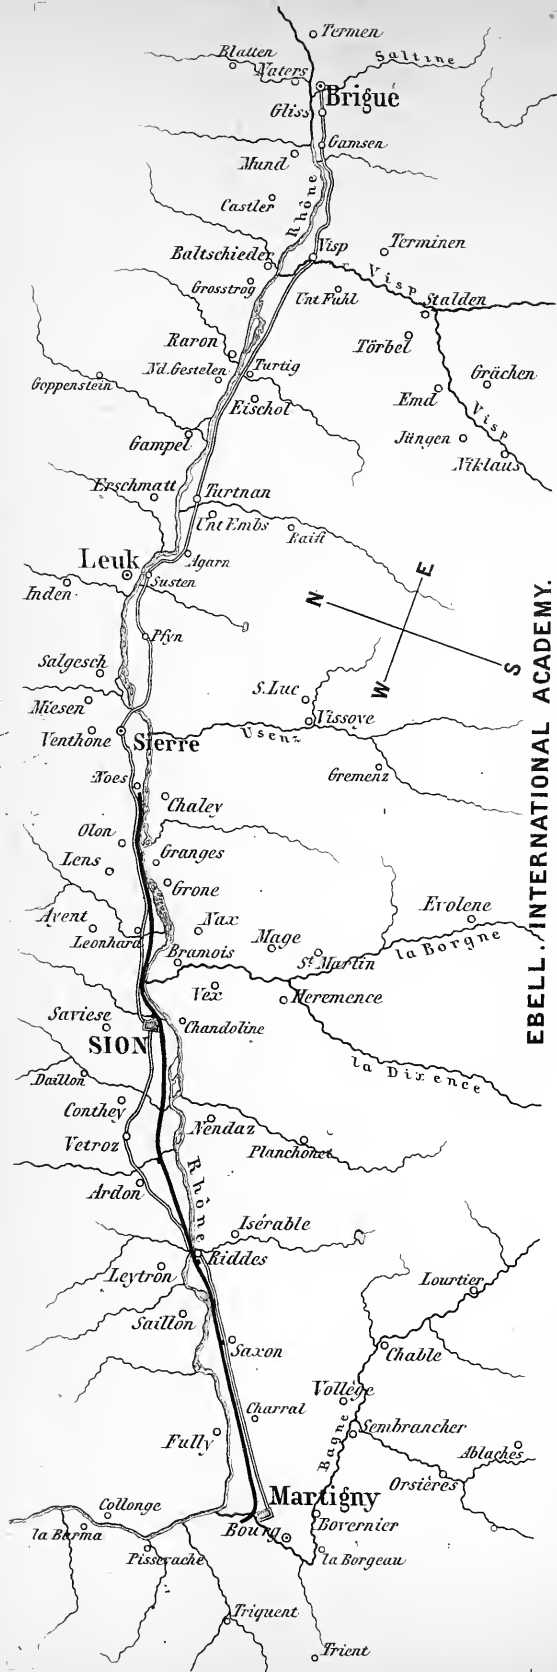 Termen
Blatten
Saltine
Naters
Brigue
Gliss
Gamsen
Mund
Castler
Rhône
Visp
Terminen
Baltschieder
Visp
Grosstrog
Unt Fuhl
Stalden
Raron
Törbel
Nd. Gestelen
Turtig
Grächen
Goppenstein
Emd
Eischol
Visp
Jüngen
Gampel
Niklaus
Erschmatt
Turtnan
Unt Embs
Raift
Leuk
Agarn
Susten
Inden
N
E
S
W
Pfyn
Salgesch
S. Luc
Miesen
Vissoye
Venthône
Sierre
Usenz
Gremenz
Noes
Chaley
Olon
Granges
Lens
Grone
Evolene
Ayent
Nax
Leonhard
Mage
la Borgne
Bramois
St. Martin
Vex
Heremence
Saviese
Chandoline
SION
la Dixence
Daillon
Conthey
Nendaz
Vetroz
Planchonet
Rhône
Ardon
Isérable
Riddes
Leytron
Lourtier
Saillon
Saxon
Chable
Vollège
Charral
Bagne
Sembrancher
Fully
Ablaches
Orsières
Martigny
Collonge
Bovernier
la Barma
Bourg
Pissevache
la Borgeau
Triquent
Trient
EBELL. INTERNATIONAL ACADEMY.